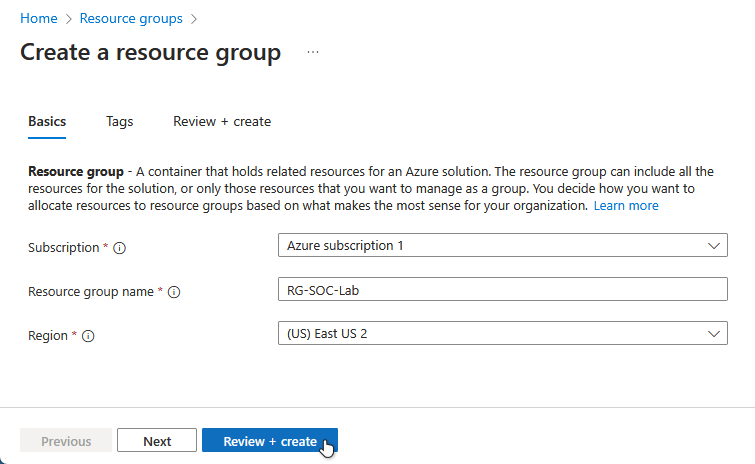 Home > Resource groups >
Create a resource group ...
Basics Tags Review + create
Resource group - A container that holds related resources for an Azure solution. The resource group can include all the
resources for the solution, or only those resources that you want to manage as a group. You decide how you want to
allocate resources to resource groups based on what makes the most sense for your organization. Learn more
Subscription * Azure subscription 1
Resource group name * RG-SOC-Lab
Region * (US) East US 2
Previous Next Review + create